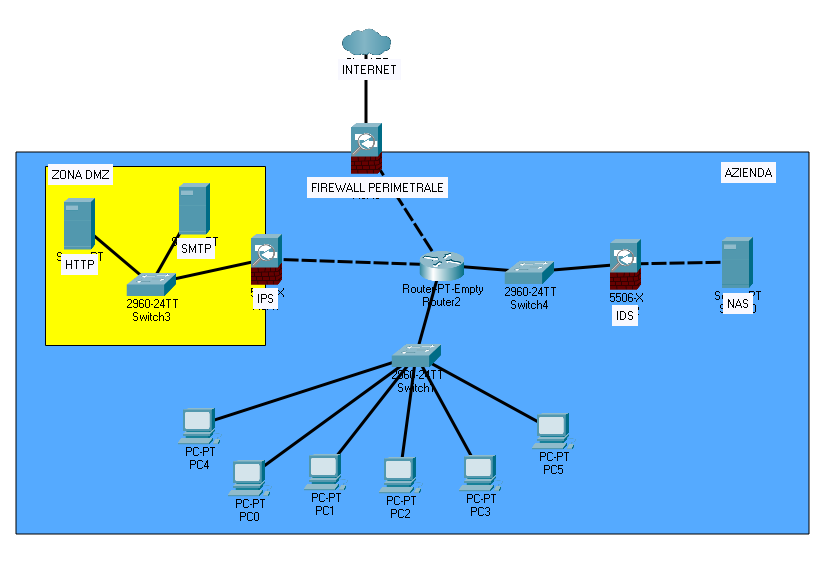 INTERNET
ZONA DMZ
AZIENDA
FIREWALL PERIMETRALE
SMTP
HTTP
IPS
2960-24TT
Switch3
Router-PT-Empty
Router2
2960-24TT
Switch4
5506-X
IDS
NAS
2960-24TT
Switch1
PC-PT
PC4
PC-PT
PC0
PC-PT
PC1
PC-PT
PC2
PC-PT
PC3
PC-PT
PC5